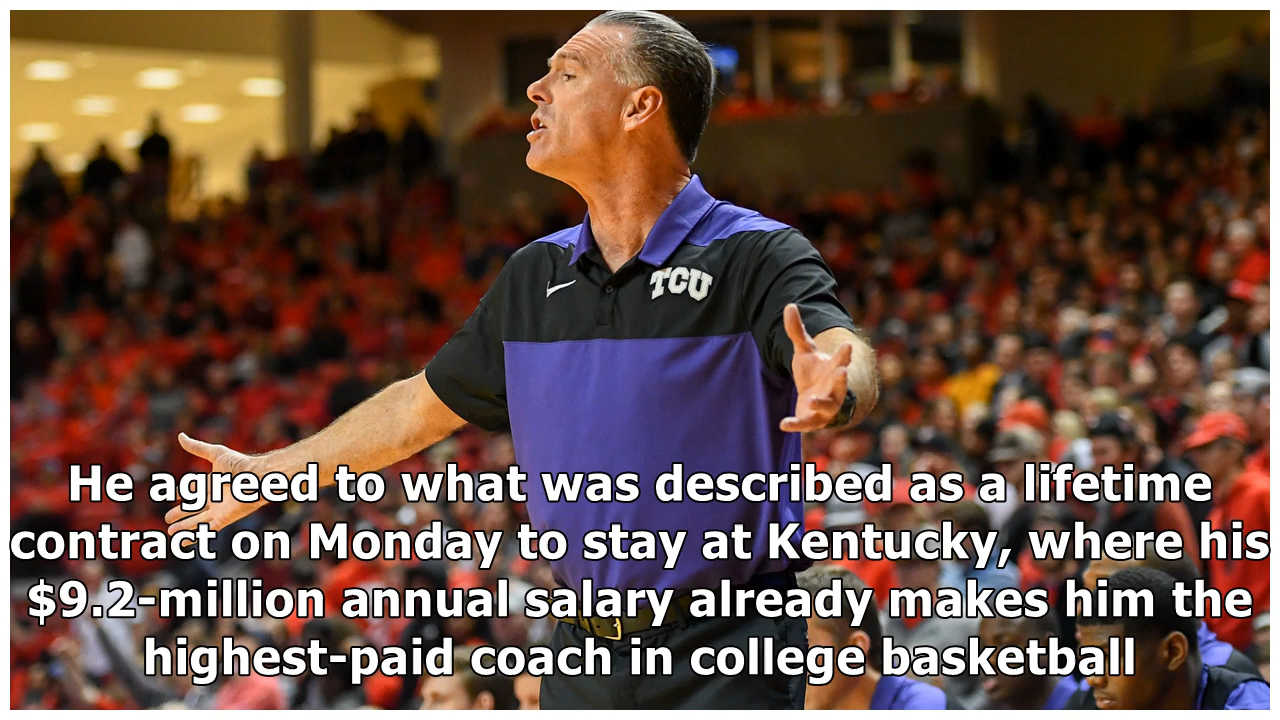 TCU
He agreed to what was described as a lifetime
contract on Monday to stay at Kentucky, where his
$9.2-million annual salary already makes him the
highest-paid coach in college basketball